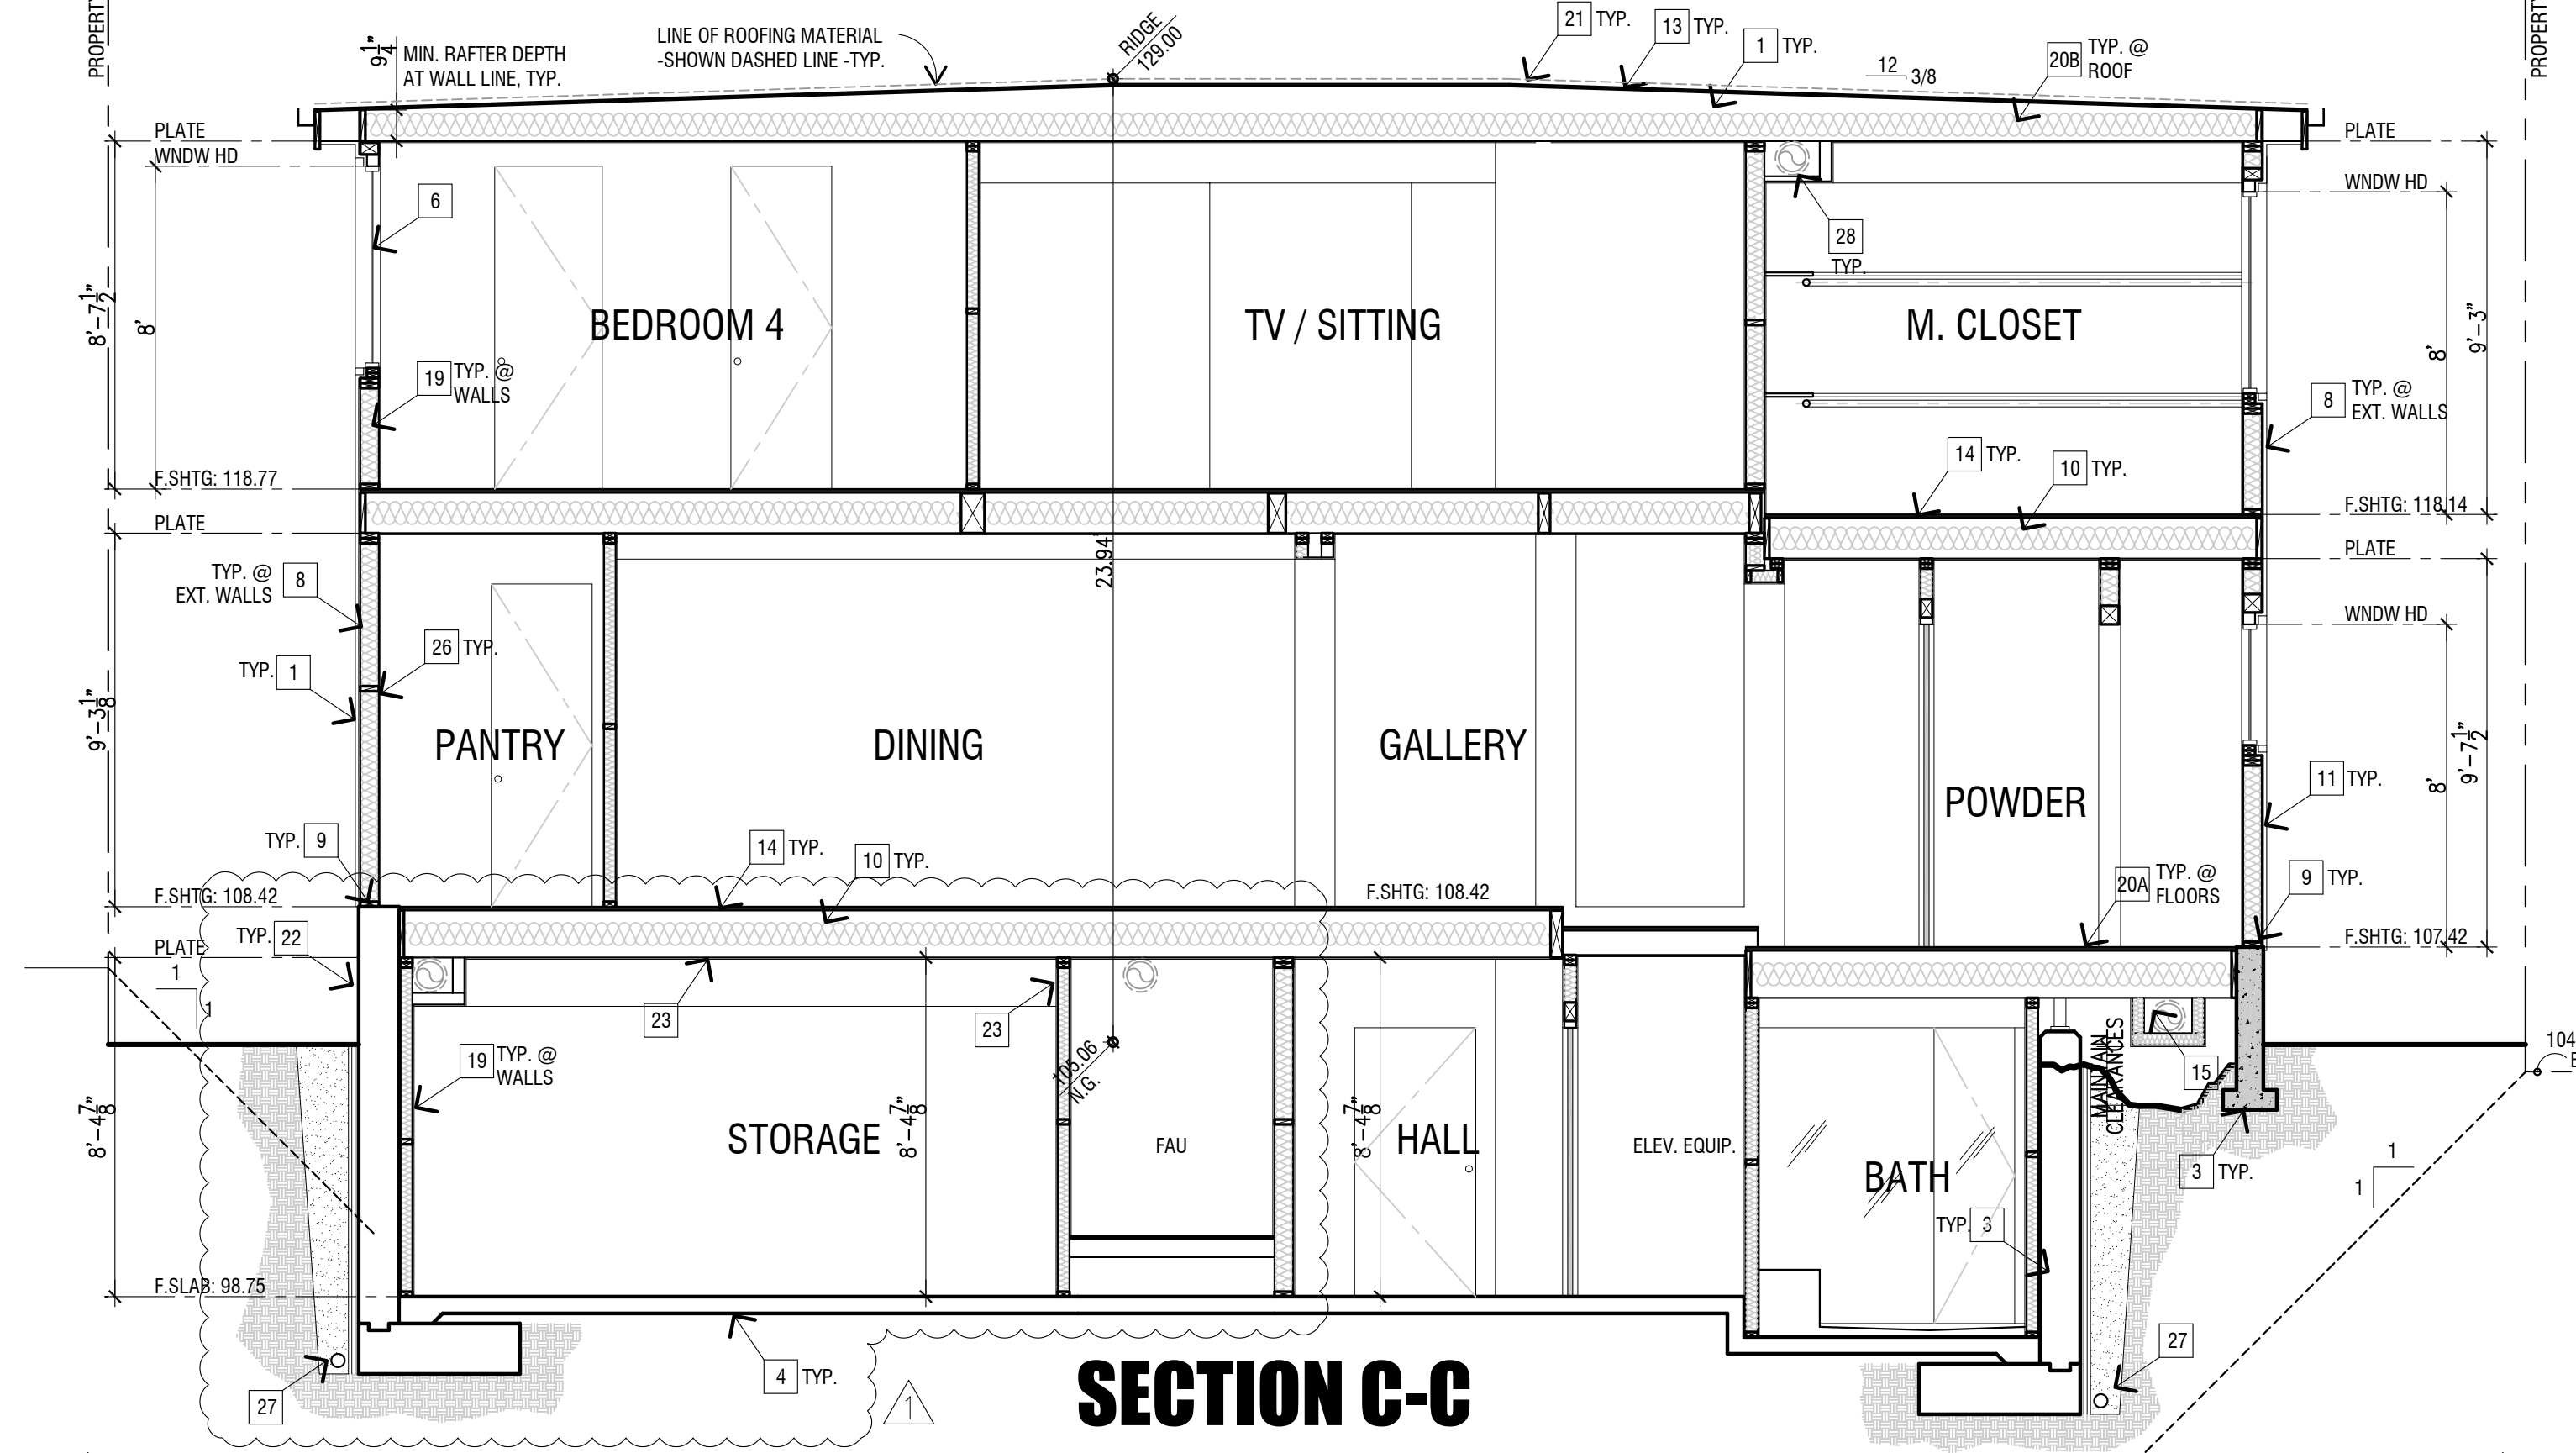 PROPERTY
9 1/4"
MIN. RAFTER DEPTH
AT WALL LINE, TYP.
LINE OF ROOFING MATERIAL
-SHOWN DASHED LINE -TYP.
RIDGE
129.00
21 TYP.
13 TYP.
1 TYP.
12
3/8
20B TYP. @
ROOF
PROPERTY
PLATE
WNDW HD
PLATE
WNDW HD
6
28
TYP.
8'-7 1/2"
8'
BEDROOM 4
TV / SITTING
M. CLOSET
8'
9'-3"
19 TYP. @
WALLS
8 TYP. @
EXT. WALLS
14 TYP.
10 TYP.
F.SHTG: 118.77
F.SHTG: 118.14
PLATE
PLATE
23.94'
TYP. @
EXT. WALLS 8
WNDW HD
26 TYP.
TYP. 1
9'-3 1/8"
PANTRY
DINING
GALLERY
POWDER
8'
9'-7 1/2"
11 TYP.
TYP. 9
14 TYP.
10 TYP.
F.SHTG: 108.42
F.SHTG: 108.42
20A TYP. @
FLOORS
9 TYP.
TYP. 22
PLATE
F.SHTG: 107.42
1
1
23
23
19 TYP. @
WALLS
105.06
N.G.
MAINTAIN
CLEARANCES
15
104
8'-4 7/8"
STORAGE
8'-4 7/8"
FAU
8'-4 7/8"
HALL
ELEV. EQUIP.
BATH
3 TYP.
1
1
TYP. 3
F.SLAB: 98.75
27
4 TYP.
1
SECTION C-C
27